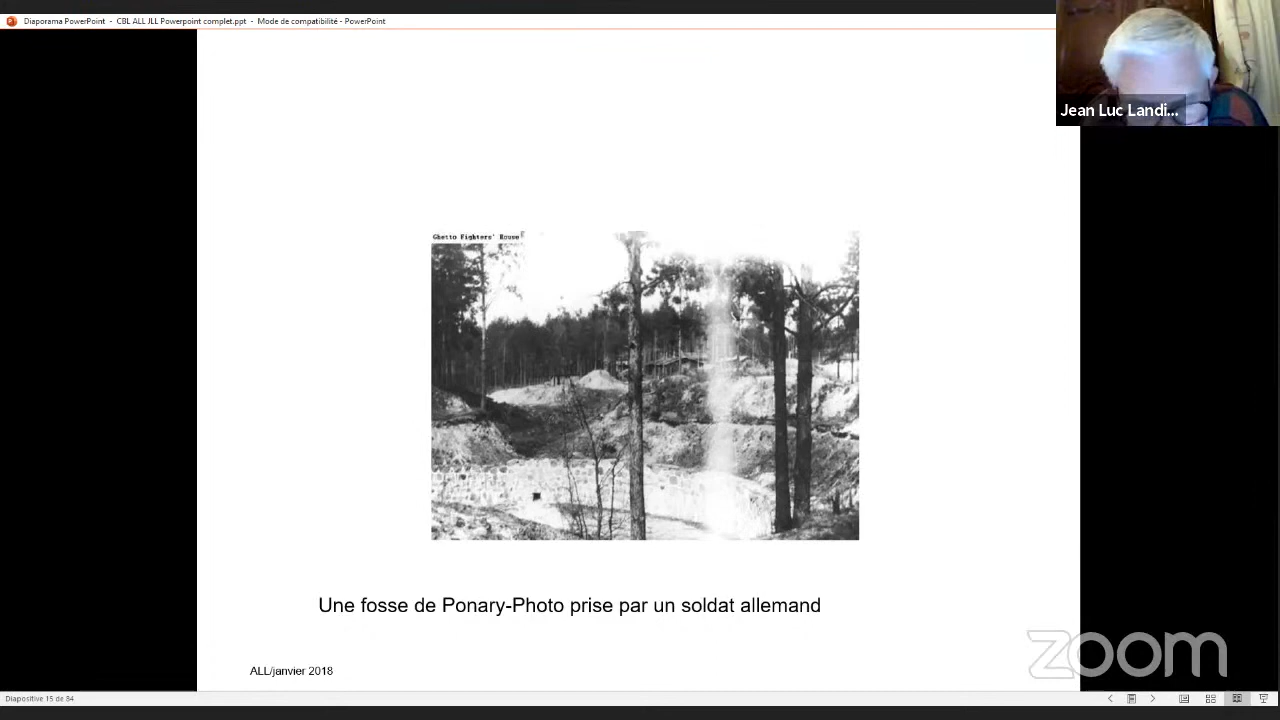 Diaporama PowerPoint - CBL ALL JLL Powerpoint complet.ppt - Mode de compatibilité - PowerPoint
Jean Luc Landi...
Ghetto Fighters' House
Une fosse de Ponary-Photo prise par un soldat allemand
ALL/janvier 2018
zoom
Diapositive 15 de 84